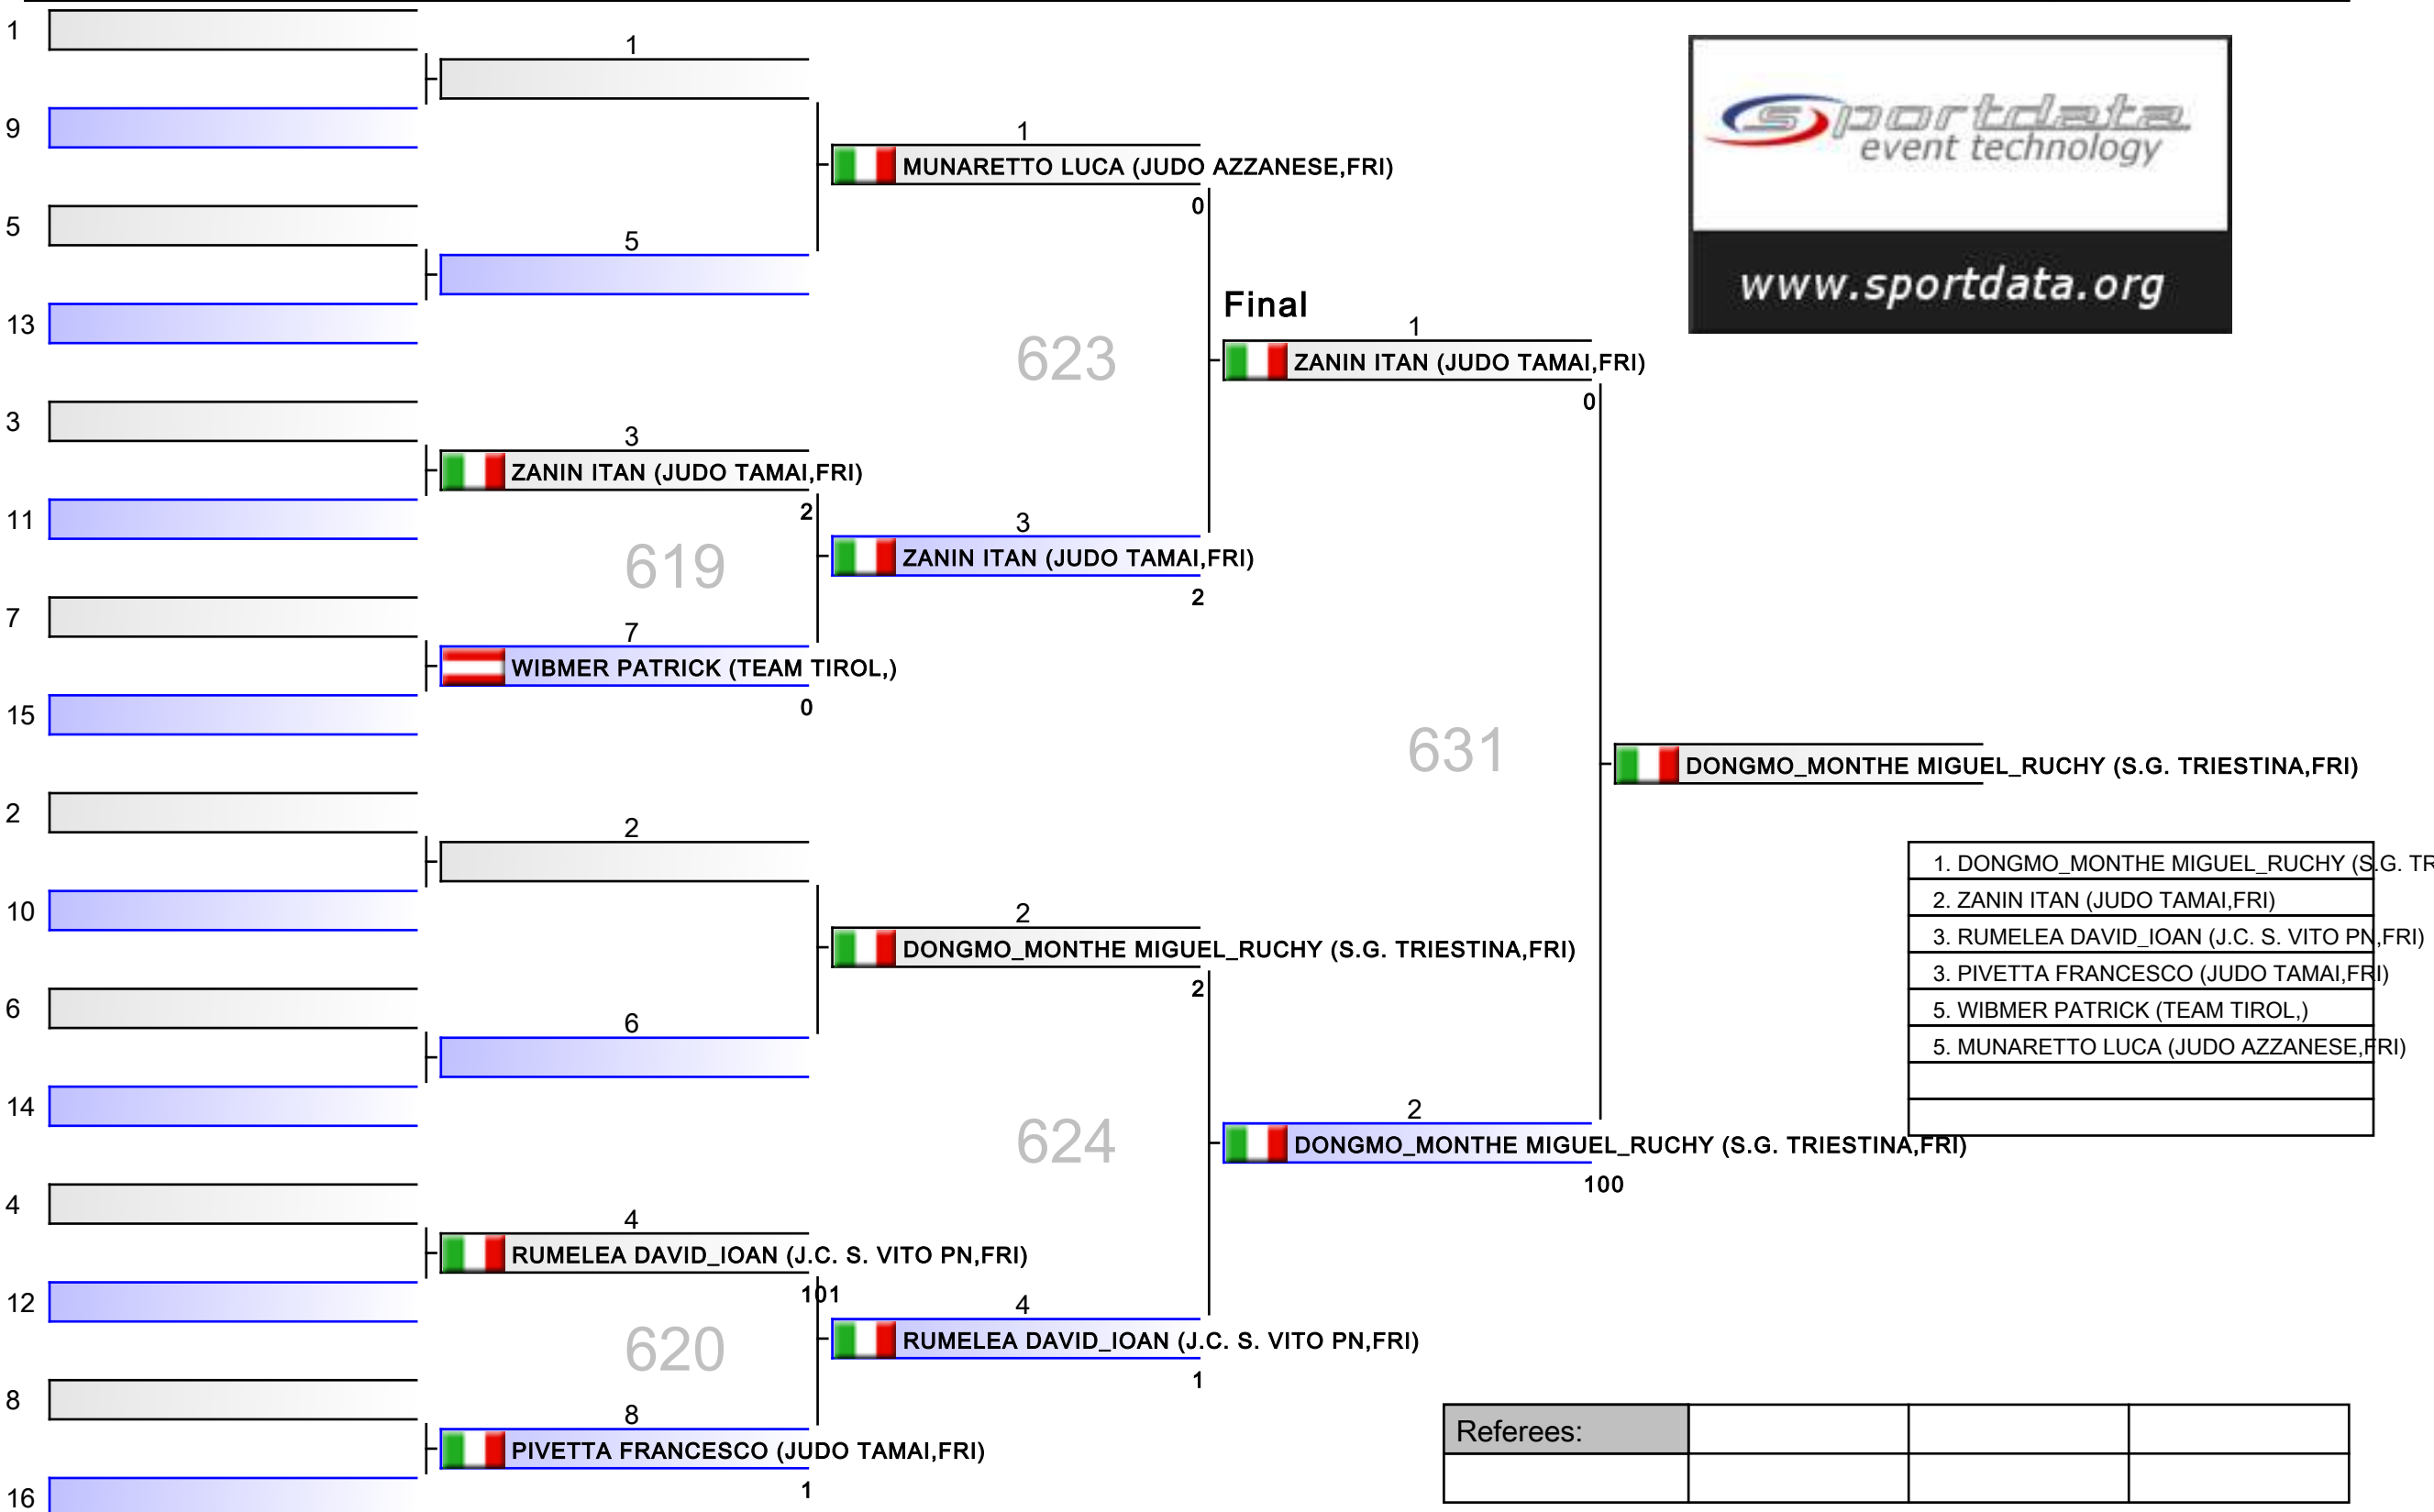 1
1
9
1
MUNARETTO LUCA (JUDO AZZANESE,FRI)
0
5
5
13
sportdata
event technology
www.sportdata.org
Final
1
ZANIN ITAN (JUDO TAMAI,FRI)
0
623
3
3
ZANIN ITAN (JUDO TAMAI,FRI)
2
11
619
3
ZANIN ITAN (JUDO TAMAI,FRI)
2
7
7
WIBMER PATRICK (TEAM TIROL,)
0
15
631
DONGMO_MONTHE MIGUEL_RUCHY (S.G. TRIESTINA,FRI)
2
2
10
2
DONGMO_MONTHE MIGUEL_RUCHY (S.G. TRIESTINA,FRI)
2
1. DONGMO_MONTHE MIGUEL_RUCHY (S.G. TR
2. ZANIN ITAN (JUDO TAMAI,FRI)
3. RUMELEA DAVID_IOAN (J.C. S. VITO PN,FRI)
3. PIVETTA FRANCESCO (JUDO TAMAI,FRI)
5. WIBMER PATRICK (TEAM TIROL,)
5. MUNARETTO LUCA (JUDO AZZANESE,FRI)
6
6
14
624
2
DONGMO_MONTHE MIGUEL_RUCHY (S.G. TRIESTINA,FRI)
100
4
4
RUMELEA DAVID_IOAN (J.C. S. VITO PN,FRI)
101
12
620
4
RUMELEA DAVID_IOAN (J.C. S. VITO PN,FRI)
1
8
8
PIVETTA FRANCESCO (JUDO TAMAI,FRI)
1
16
Referees: